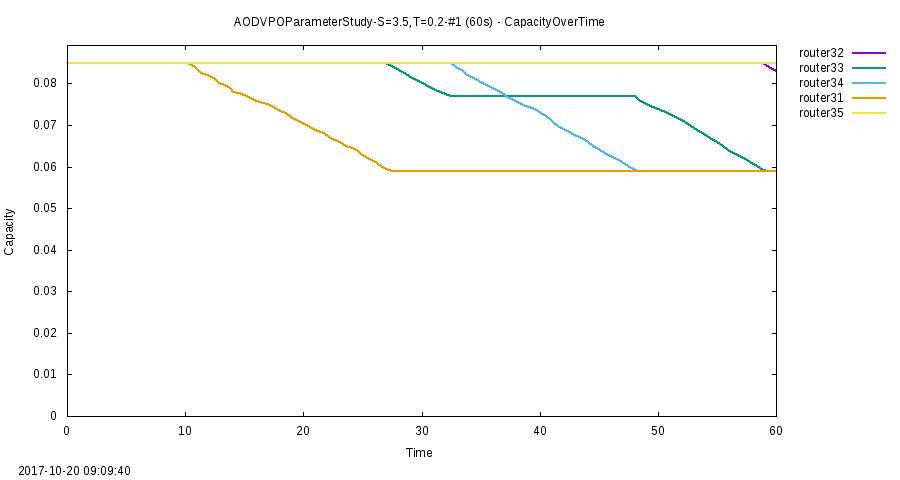 AODVPOParameterStudy-S=3.5,T=0.2-#1 (60s) - CapacityOverTime
router32
router33
router34
router31
router35
0.08
0.07
0.06
0.05
0.04
0.03
0.02
0.01
0
Capacity
0 10 20 30 40 50 60
Time
2017-10-20 09:09:40